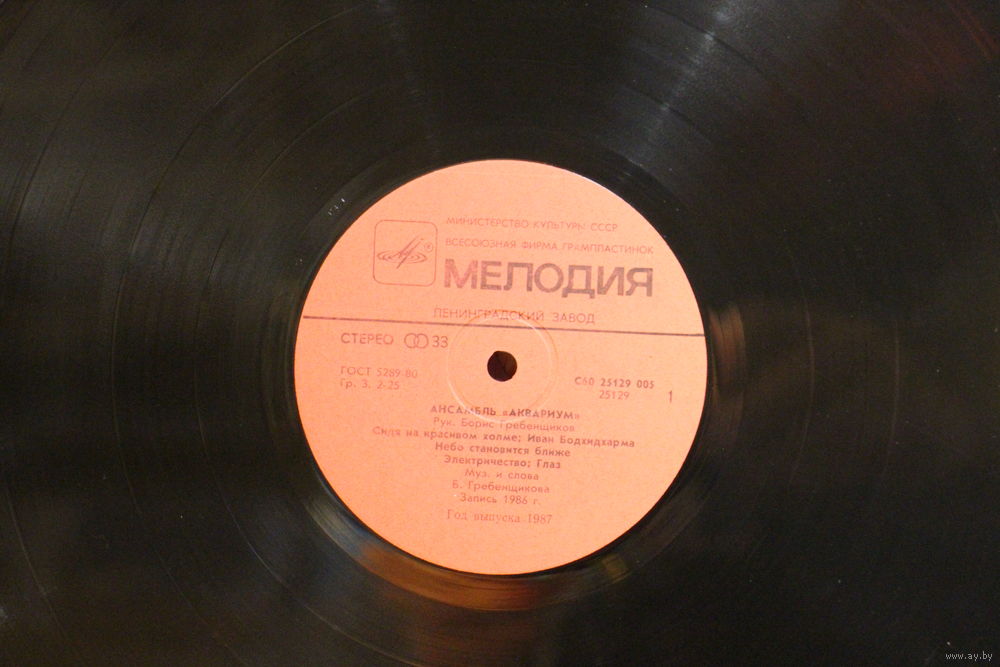 МИНИСТЕРСТВО КУЛЬТУРЫ СССР
ВСЕСОЮЗНАЯ ФИРМА ГРАМПЛАСТИНОК
МЕЛОДИЯ
ЛЕНИНГРАДСКИЙ ЗАВОД
СТЕРЕО 33
ГОСТ 5289-80
Гр. 3. 2-25
С60 25129 005
25129
1
АНСАМБЛЬ «АКВАРИУМ»
Рук. Борис Гребенщиков
Сидя на красивом холме; Иван Бодхидхарма
Небо становится ближе
Электричество; Глаз
Муз. и слова
Б. Гребенщикова
Запись 1986 г.
Год выпуска 1987
www.ay.by